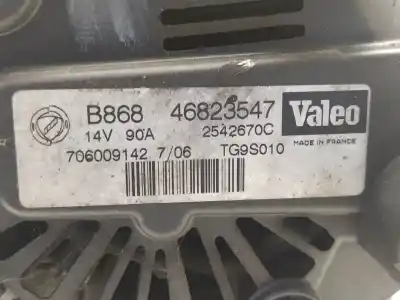 B868 46823547 Valeo
14V 90A 2542670C MADE IN FRANCE
706009142 7/06 TG9S010